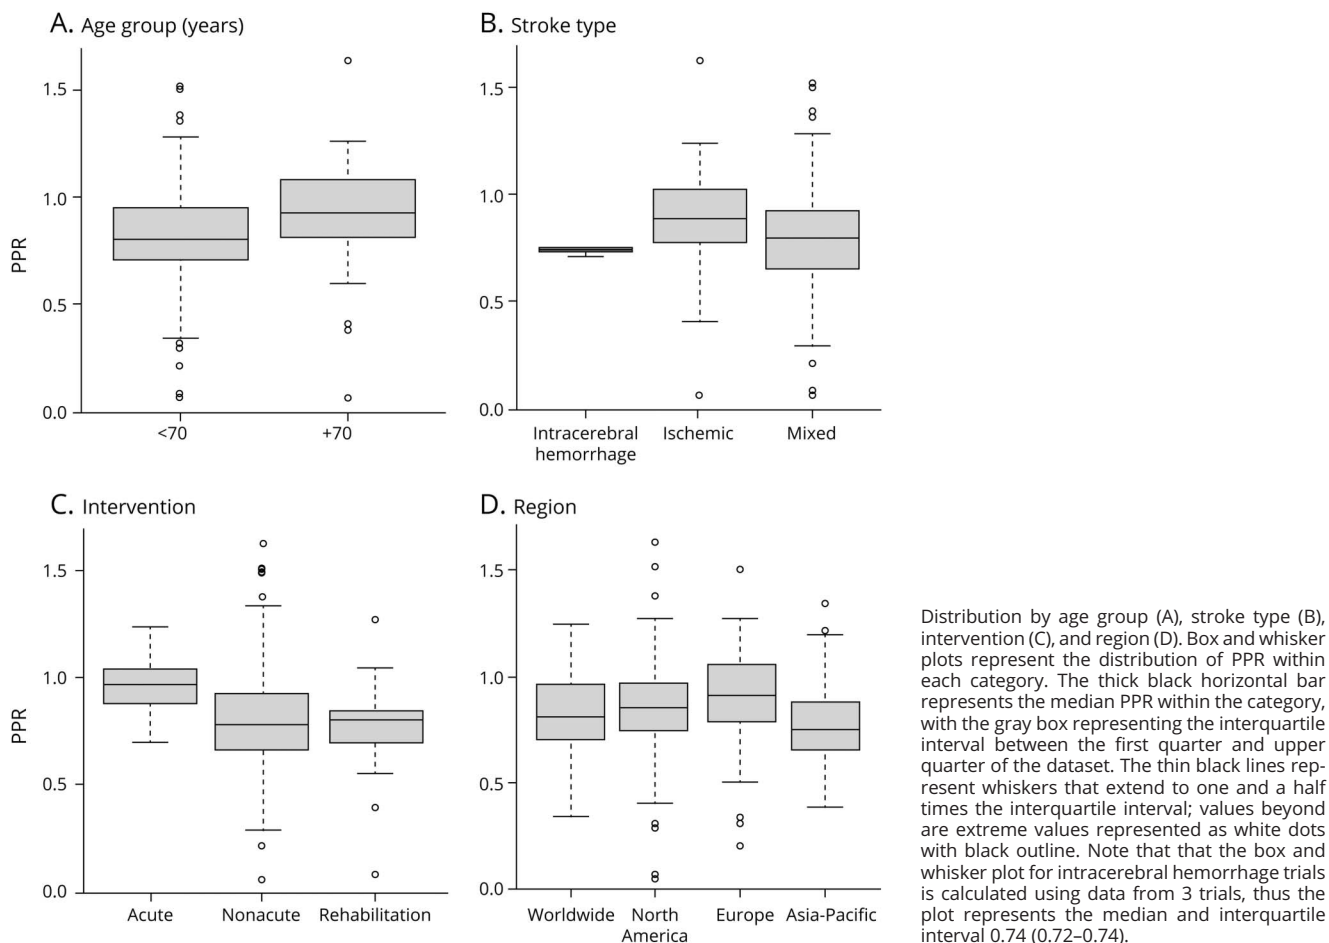 A. Age group (years)
1.5
1.0
0.5
0.0
PPR
<70
+70
B. Stroke type
1.5
1.0
0.5
0.0
Intracerebral
hemorrhage
Ischemic
Mixed
C. Intervention
1.5
1.0
0.5
0.0
PPR
Acute
Nonacute
Rehabilitation
D. Region
1.5
1.0
0.5
0.0
Worldwide
North
America
Europe
Asia-Pacific
Distribution by age group (A), stroke type (B),
intervention (C), and region (D). Box and whisker
plots represent the distribution of PPR within
each category. The thick black horizontal bar
represents the median PPR within the category,
with the gray box representing the interquartile
interval between the first quarter and upper
quarter of the dataset. The thin black lines rep-
resent whiskers that extend to one and a half
times the interquartile interval; values beyond
are extreme values represented as white dots
with black outline. Note that that the box and
whisker plot for intracerebral hemorrhage trials
is calculated using data from 3 trials, thus the
plot represents the median and interquartile
interval 0.74 (0.72–0.74).